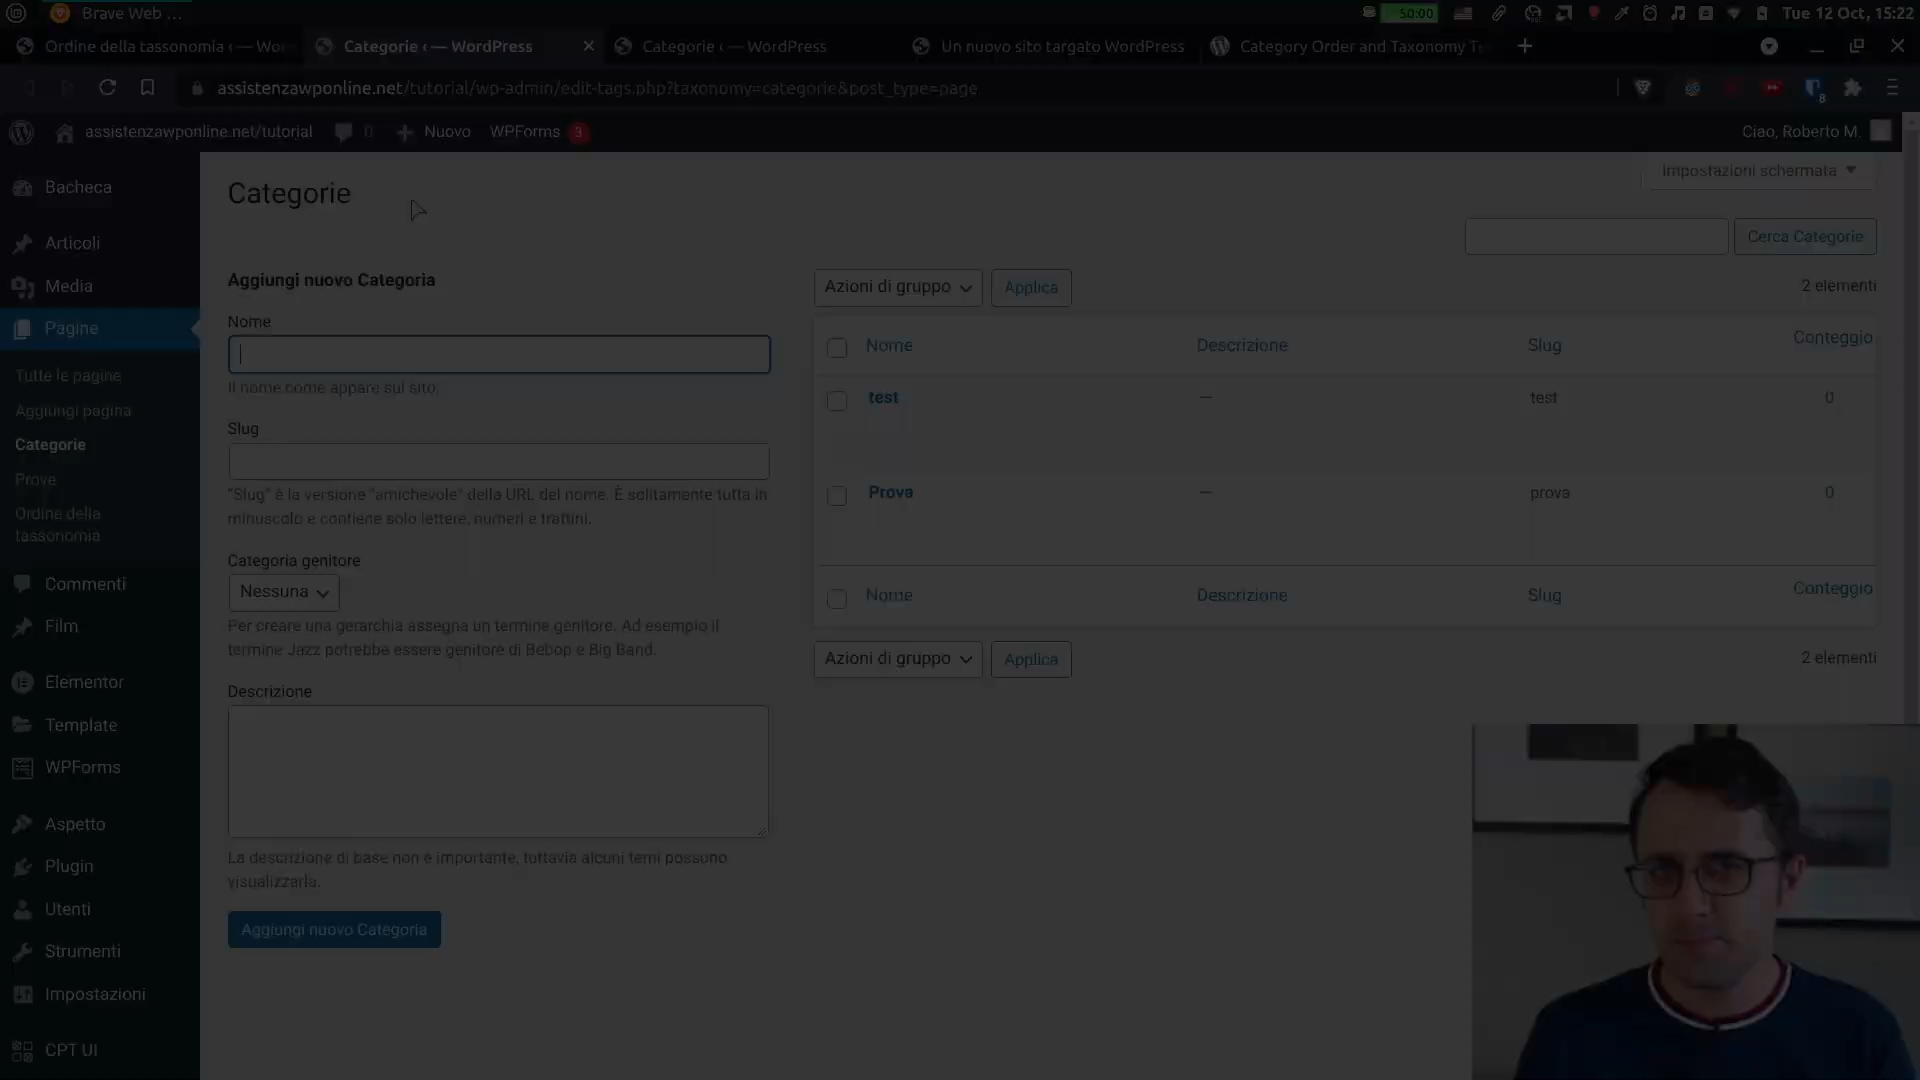 Brave Web ...
50:00
Tue 12 Oct, 15:22
Ordine della tassonomia ‹ — Wo
Categorie ‹ — WordPress
Categorie ‹ — WordPress
Un nuovo sito targato WordPress
Category Order and Taxonomy Te
assistenzawponline.net/tutorial/wp-admin/edit-tags.php?taxonomy=categorie&post_type=page
8
assistenzawponline.net/tutorial
0
Nuovo
WPForms
3
Ciao, Roberto M.
Bacheca
Articoli
Media
Pagine
Tutte le pagine
Aggiungi pagina
Categorie
Prove
Ordine della
tassonomia
Commenti
Film
Elementor
Template
WPForms
Aspetto
Plugin
Utenti
Strumenti
Impostazioni
CPT UI
Categorie
Impostazioni schermata
Cerca Categorie
Aggiungi nuovo Categoria
Nome
Il nome come appare sul sito.
Slug
"Slug" è la versione "amichevole" della URL del nome. È solitamente tutta in
minuscolo e contiene solo lettere, numeri e trattini.
Categoria genitore
Nessuna
Per creare una gerarchia assegna un termine genitore. Ad esempio il
termine Jazz potrebbe essere genitore di Bebop e Big Band.
Descrizione
La descrizione di base non è importante, tuttavia alcuni temi possono
visualizzarla.
Aggiungi nuovo Categoria
Azioni di gruppo
Applica
2 elementi
Nome
Descrizione
Slug
Conteggio
test
—
test
0
Prova
—
prova
0
Nome
Descrizione
Slug
Conteggio
Azioni di gruppo
Applica
2 elementi